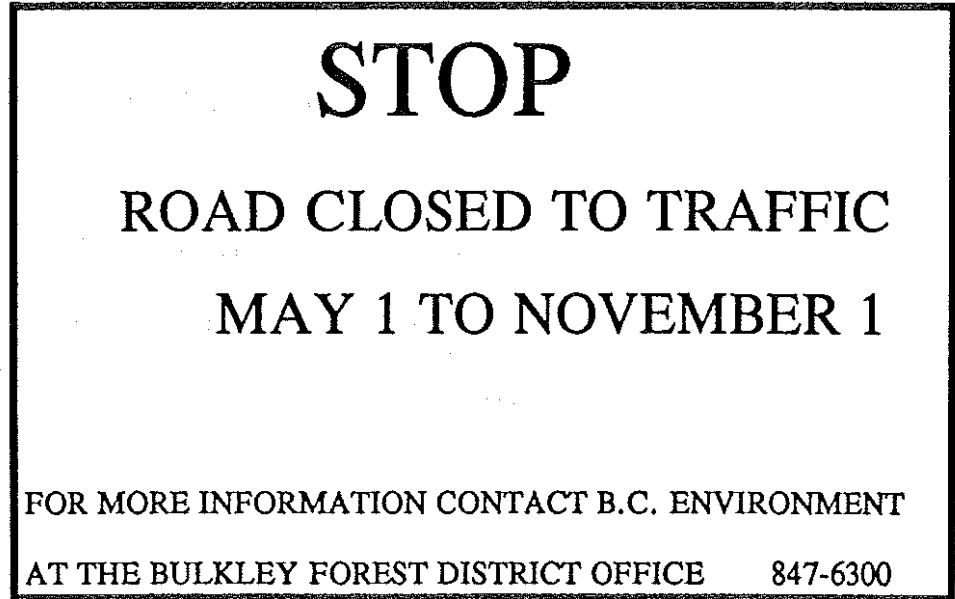 STOP
ROAD CLOSED TO TRAFFIC
MAY 1 TO NOVEMBER 1
FOR MORE INFORMATION CONTACT B.C. ENVIRONMENT
AT THE BULKLEY FOREST DISTRICT OFFICE 847-6300